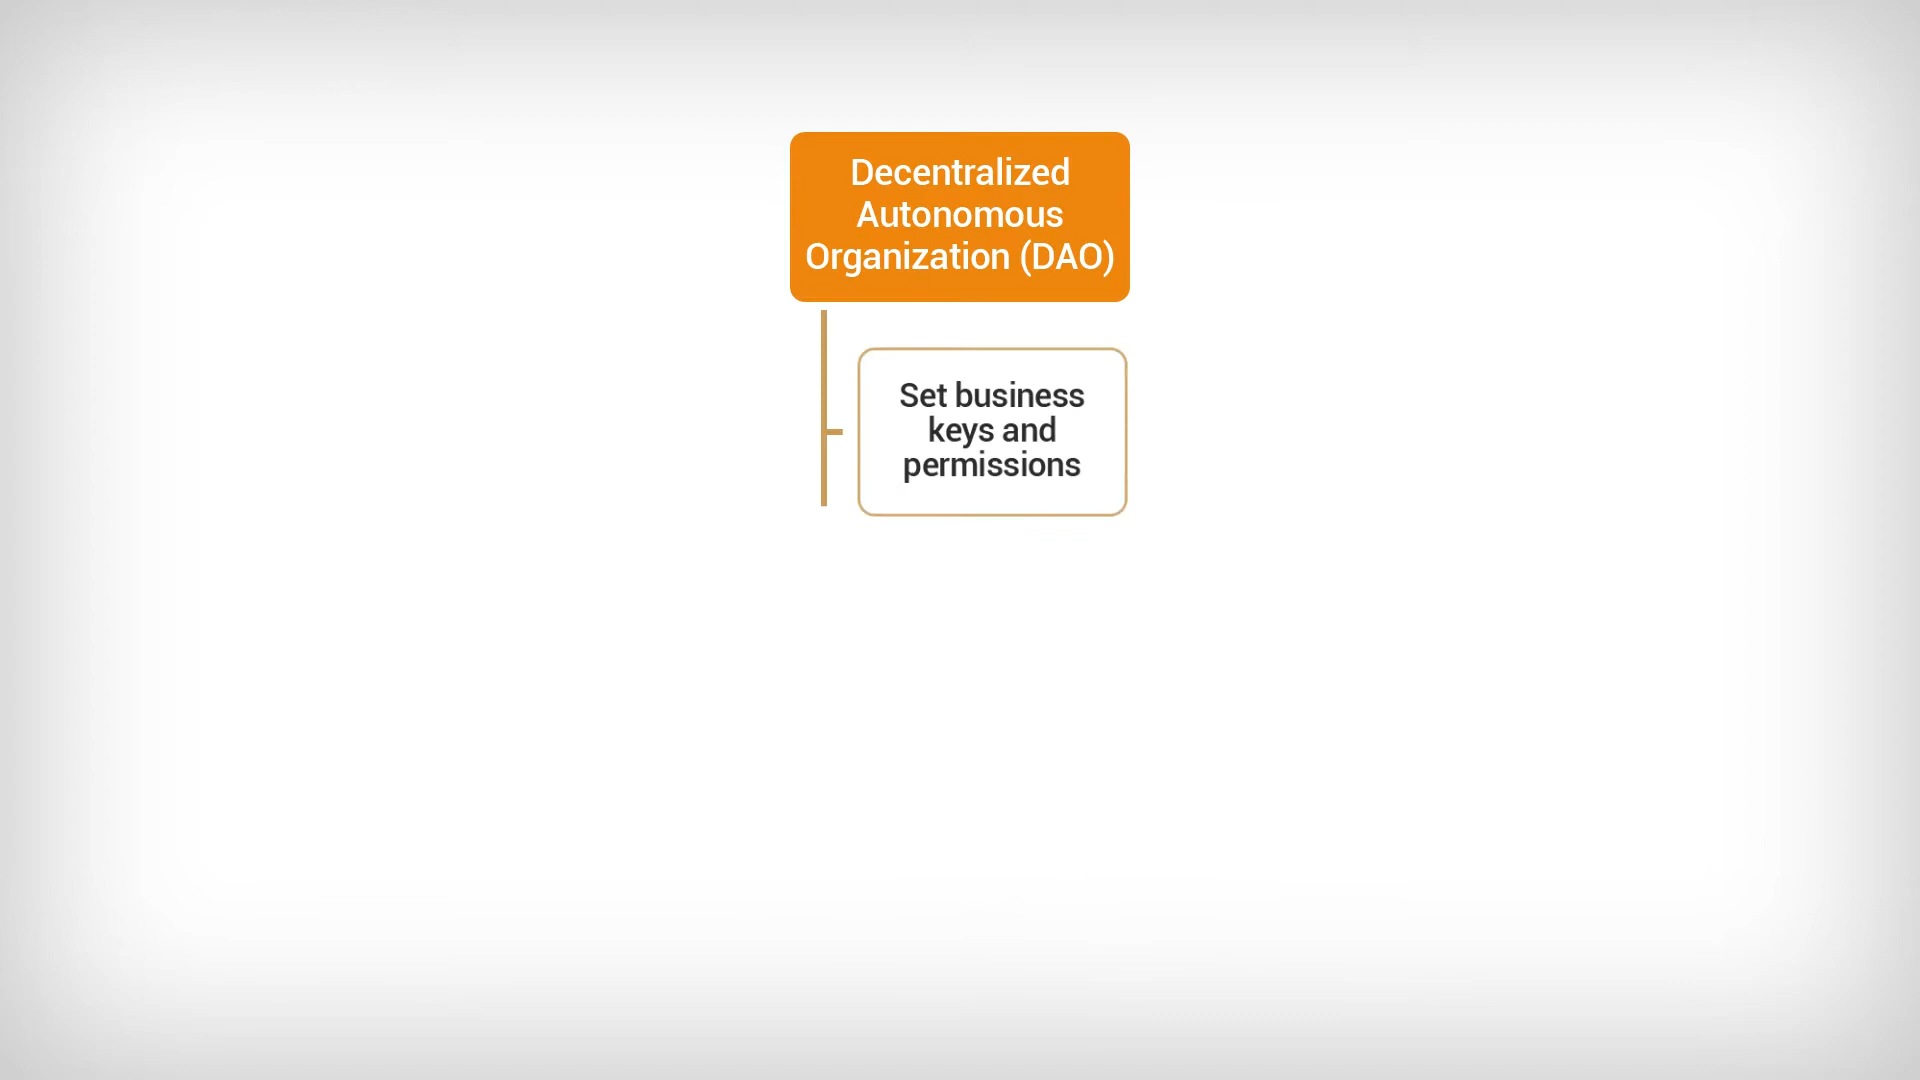 Decentralized
Autonomous
Organization (DAO)
Set business
keys and
permissions